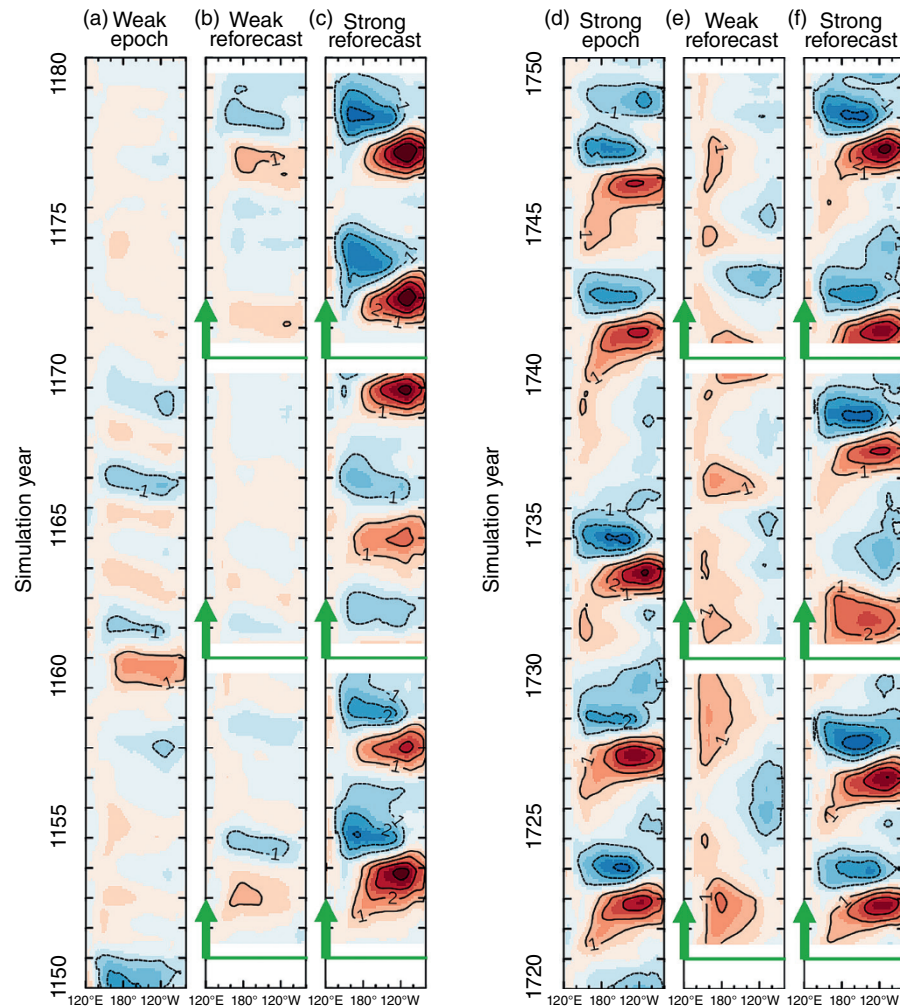 (a) Weak epoch
(b) Weak reforecast
(c) Strong reforecast
(d) Strong epoch
(e) Weak reforecast
(f) Strong reforecast
Simulation year
1180
1175
1170
1165
1160
1155
1150
Simulation year
1750
1745
1740
1735
1730
1725
1720
120°E 180° 120°W
120°E 180° 120°W
120°E 180° 120°W
120°E 180° 120°W
120°E 180° 120°W
120°E 180° 120°W